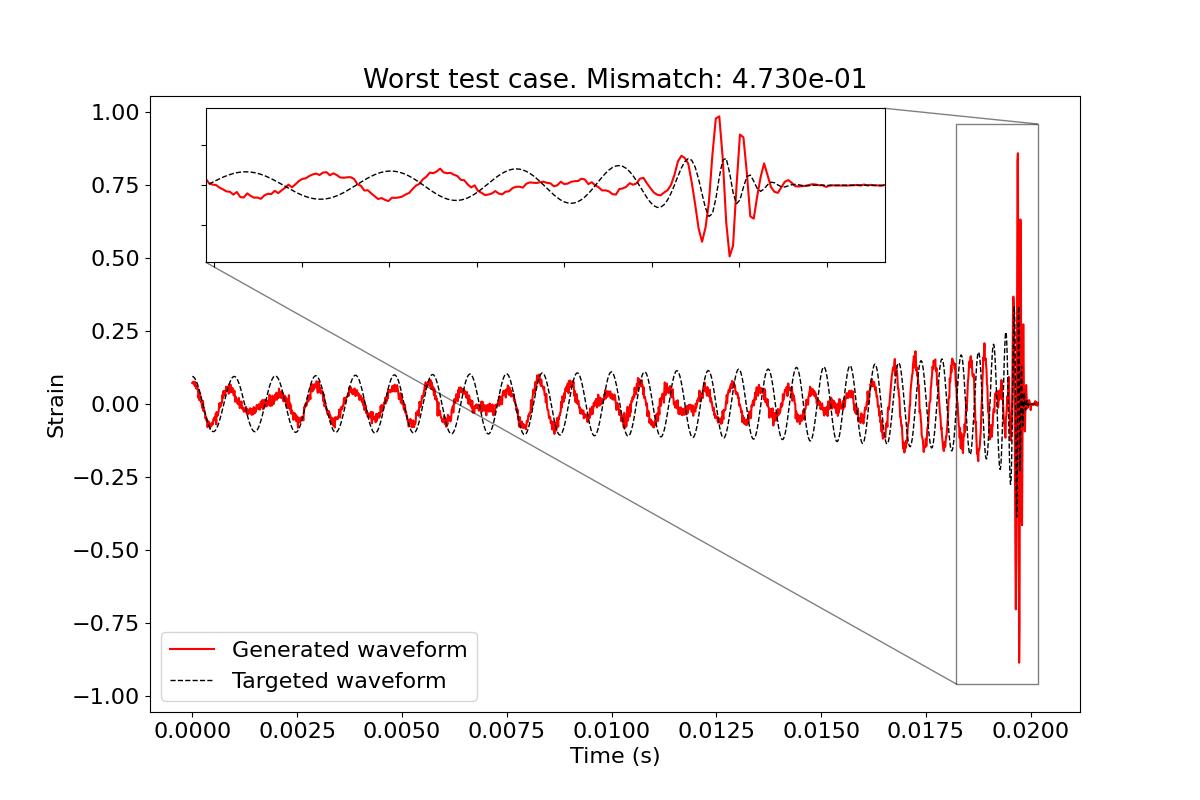 Worst test case. Mismatch: 4.730e-01
1.00
0.75
0.50
0.25
0.00
−0.25
−0.50
−0.75
−1.00
Strain
Generated waveform
Targeted waveform
0.0000 0.0025 0.0050 0.0075 0.0100 0.0125 0.0150 0.0175 0.0200
Time (s)